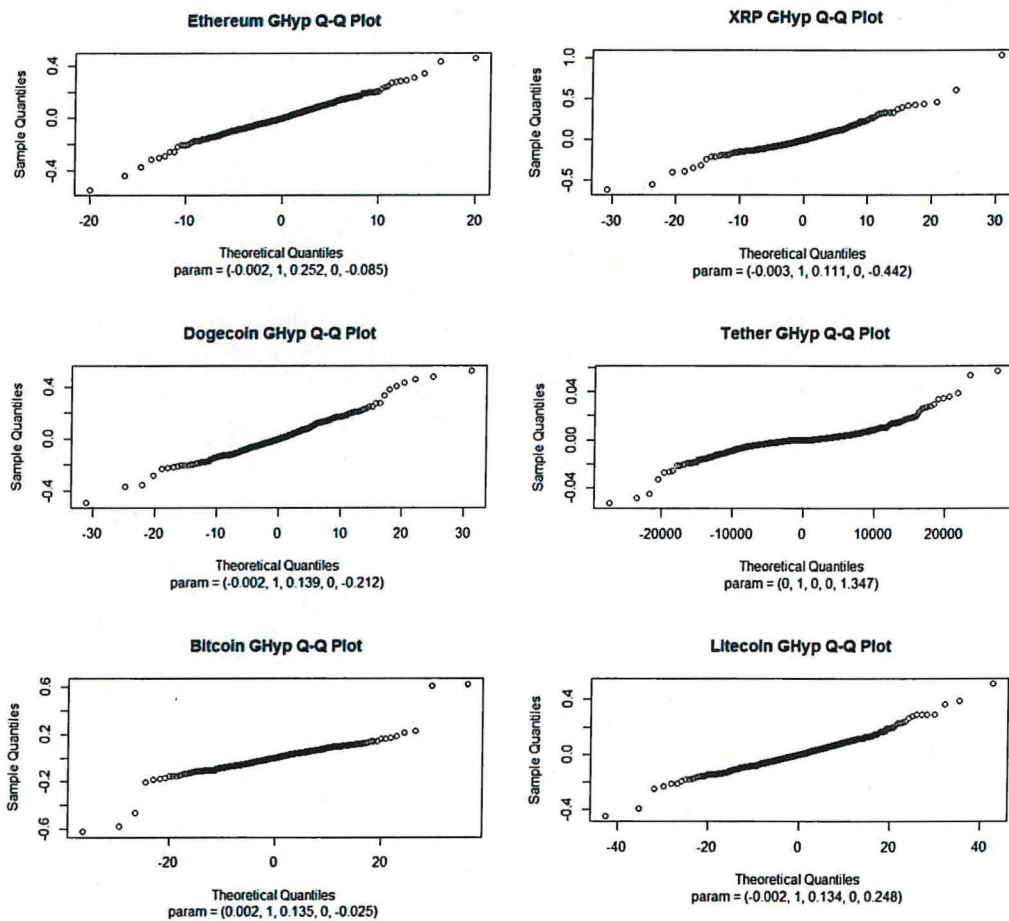 Ethereum GHyp Q-Q Plot
Sample Quantiles
0.4
0.0
-0.4
-20 -10 0 10 20
Theoretical Quantiles
param = (-0.002, 1, 0.252, 0, -0.085)
XRP GHyp Q-Q Plot
Sample Quantiles
1.0
0.5
0.0
-0.5
-30 -20 -10 0 10 20 30
Theoretical Quantiles
param = (-0.003, 1, 0.111, 0, -0.442)
Dogecoin GHyp Q-Q Plot
Sample Quantiles
0.4
0.0
-0.4
-30 -20 -10 0 10 20 30
Theoretical Quantiles
param = (-0.002, 1, 0.139, 0, -0.212)
Tether GHyp Q-Q Plot
Sample Quantiles
0.04
0.00
-0.04
-20000 -10000 0 10000 20000
Theoretical Quantiles
param = (0, 1, 0, 0, 1.347)
Bitcoin GHyp Q-Q Plot
Sample Quantiles
0.6
0.2
-0.2
-0.6
-20 0 20
Theoretical Quantiles
param = (0.002, 1, 0.135, 0, -0.025)
Litecoin GHyp Q-Q Plot
Sample Quantiles
0.4
0.0
-0.4
-40 -20 0 20 40
Theoretical Quantiles
param = (-0.002, 1, 0.134, 0, 0.248)